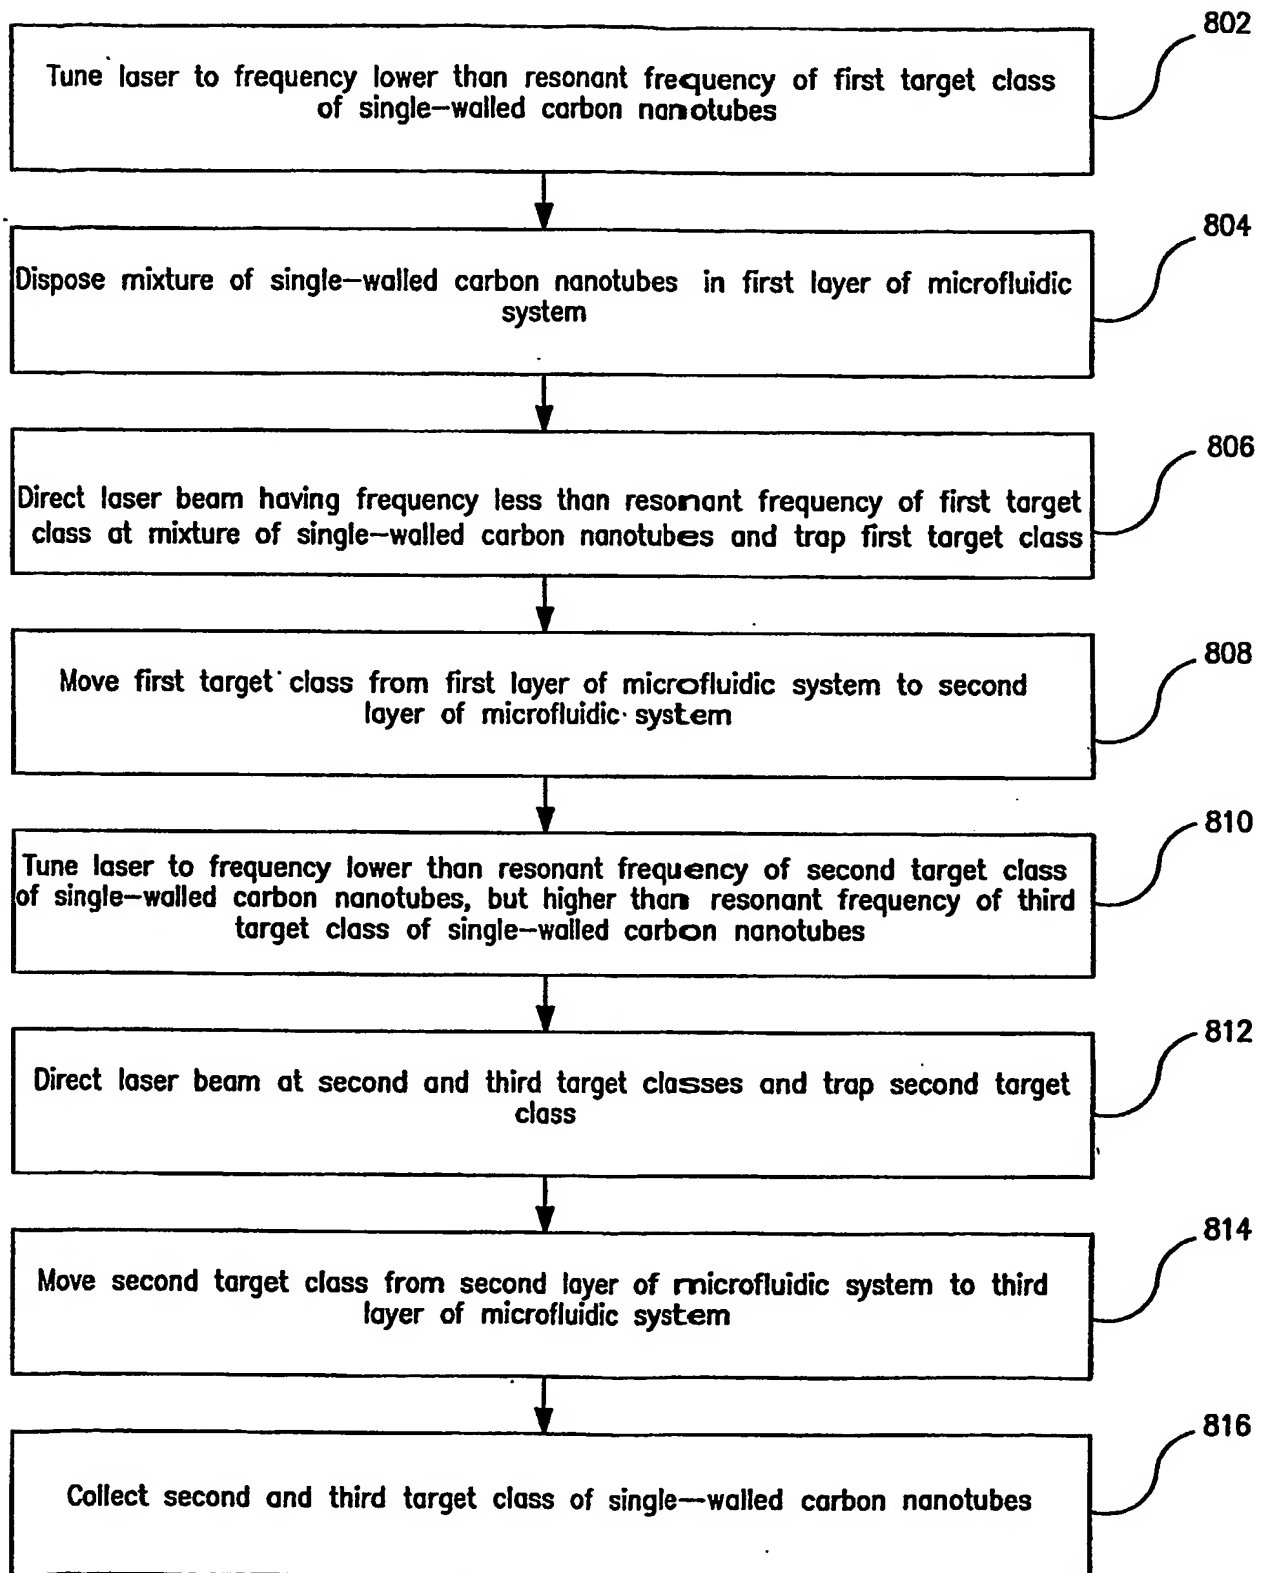 802
Tune laser to frequency lower than resonant frequency of first target class
of single-walled carbon nanotubes
804
Dispose mixture of single-walled carbon nanotubes in first layer of microfluidic
system
806
Direct laser beam having frequency less than resonant frequency of first target
class at mixture of single-walled carbon nanotubes and trap first target class
808
Move first target class from first layer of microfluidic system to second
layer of microfluidic system
810
Tune laser to frequency lower than resonant frequency of second target class
of single-walled carbon nanotubes, but higher than resonant frequency of third
target class of single-walled carbon nanotubes
812
Direct laser beam at second and third target classes and trap second target
class
814
Move second target class from second layer of microfluidic system to third
layer of microfluidic system
816
Collect second and third target class of single-walled carbon nanotubes